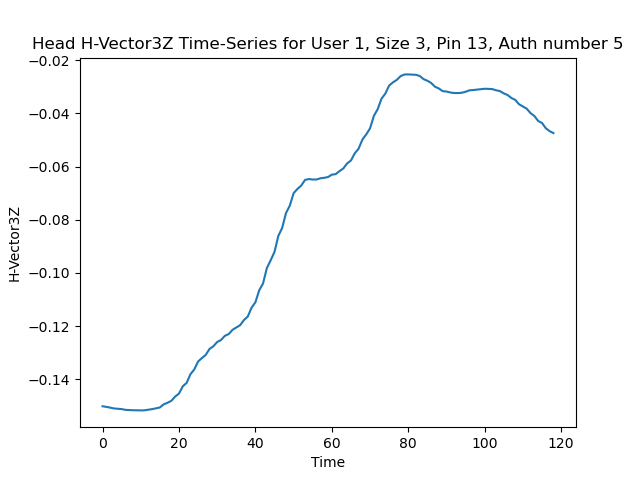 Head H-Vector3Z Time-Series for User 1, Size 3, Pin 13, Auth number 5
H-Vector3Z
−0.02
−0.04
−0.06
−0.08
−0.10
−0.12
−0.14
0 20 40 60 80 100 120
Time